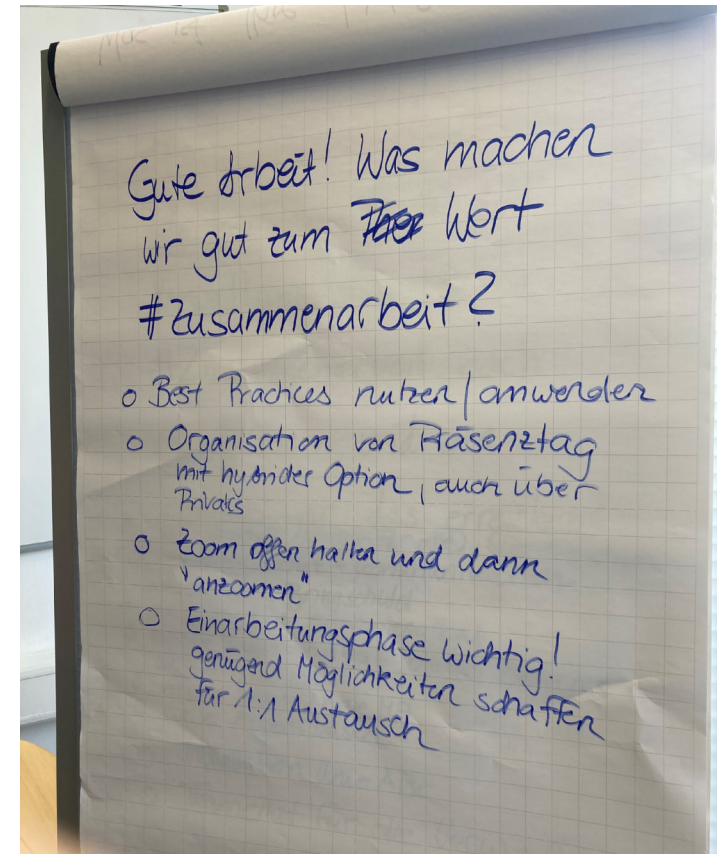 Gute Arbeit! Was machen
wir gut zum Wert
#Zusammenarbeit?
o Best Practices nutzen/anwenden
o Organisation von Präsenztag
mit hybrider Option, auch über
Privates
o Zoom offen halten und dann
"anzoomen"
o Einarbeitungsphase wichtig!
genügend Möglichkeiten schaffen
für 1:1 Austausch